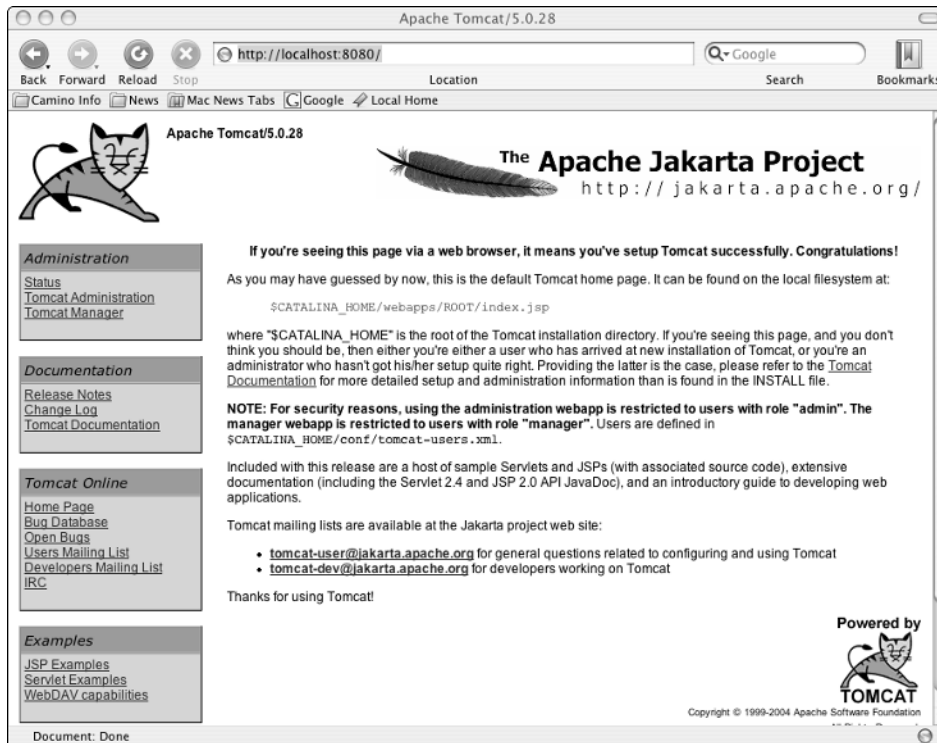 Apache Tomcat/5.0.28
http://localhost:8080/
Google
Back Forward Reload Stop Location Search Bookmarks
Camino Info News Mac News Tabs Google Local Home
Apache Tomcat/5.0.28
The Apache Jakarta Project
http://jakarta.apache.org/
Administration
Status
Tomcat Administration
Tomcat Manager
Documentation
Release Notes
Change Log
Tomcat Documentation
Tomcat Online
Home Page
Bug Database
Open Bugs
Users Mailing List
Developers Mailing List
IRC
Examples
JSP Examples
Servlet Examples
WebDAV capabilities
If you're seeing this page via a web browser, it means you've setup Tomcat successfully. Congratulations!
As you may have guessed by now, this is the default Tomcat home page. It can be found on the local filesystem at:
$CATALINA_HOME/webapps/ROOT/index.jsp
where "$CATALINA_HOME" is the root of the Tomcat installation directory. If you're seeing this page, and you don't
think you should be, then either you're either a user who has arrived at new installation of Tomcat, or you're an
administrator who hasn't got his/her setup quite right. Providing the latter is the case, please refer to the Tomcat
Documentation for more detailed setup and administration information than is found in the INSTALL file.
NOTE: For security reasons, using the administration webapp is restricted to users with role "admin". The
manager webapp is restricted to users with role "manager". Users are defined in
$CATALINA_HOME/conf/tomcat-users.xml.
Included with this release are a host of sample Servlets and JSPs (with associated source code), extensive
documentation (including the Servlet 2.4 and JSP 2.0 API JavaDoc), and an introductory guide to developing web
applications.
Tomcat mailing lists are available at the Jakarta project web site:
• tomcat-user@jakarta.apache.org for general questions related to configuring and using Tomcat
• tomcat-dev@jakarta.apache.org for developers working on Tomcat
Thanks for using Tomcat!
Powered by
TOMCAT
Copyright © 1999-2004 Apache Software Foundation
Document: Done